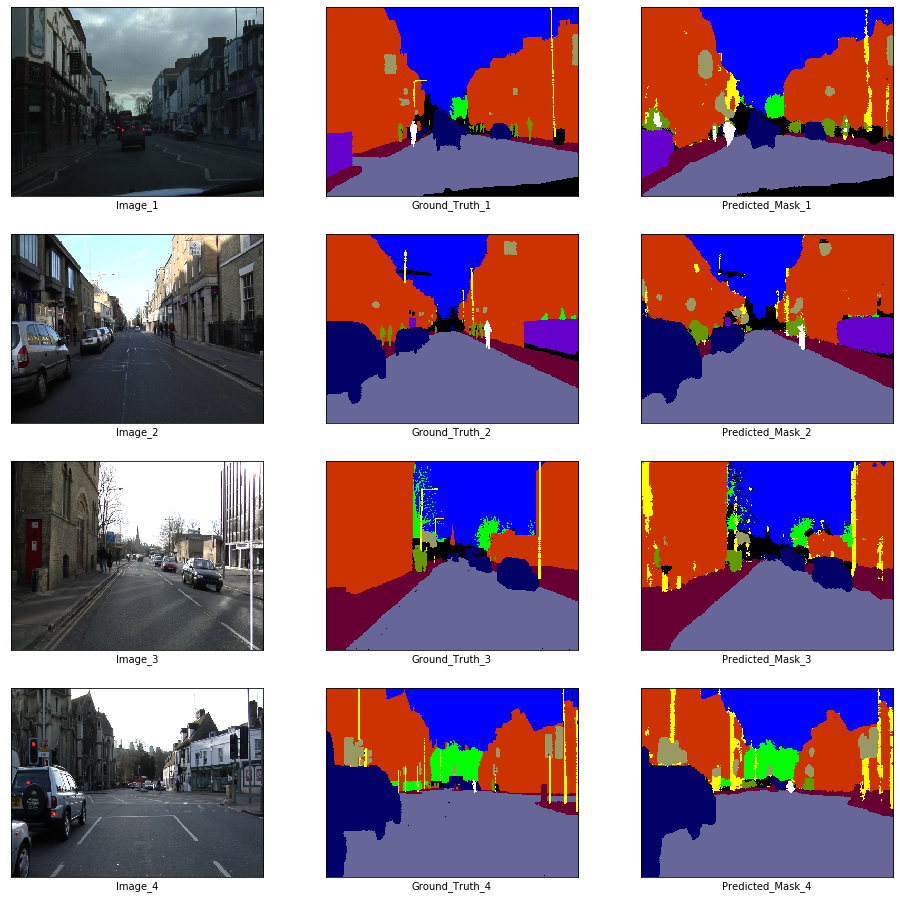 Image_1 Ground_Truth_1 Predicted_Mask_1
Image_2 Ground_Truth_2 Predicted_Mask_2
Image_3 Ground_Truth_3 Predicted_Mask_3
Image_4 Ground_Truth_4 Predicted_Mask_4